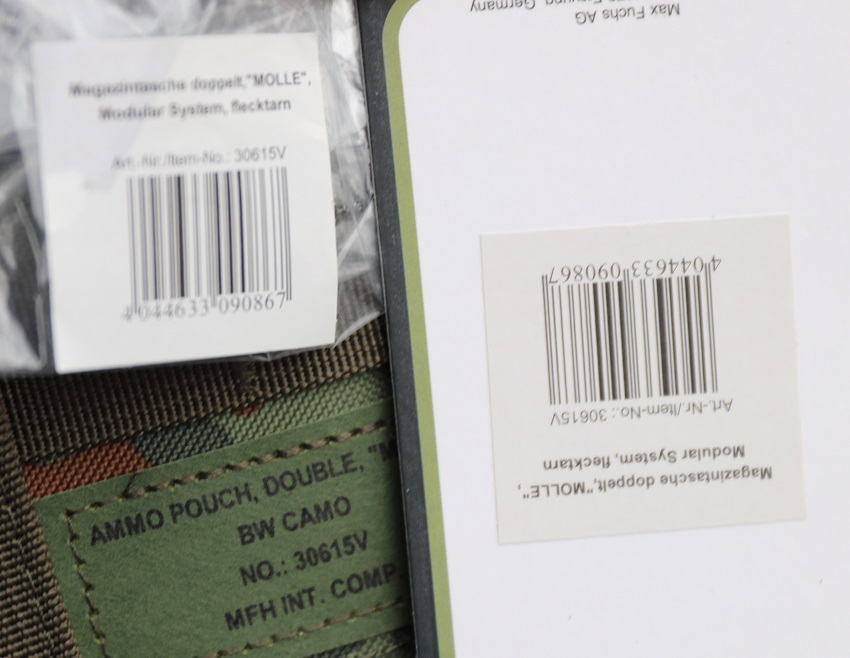 Magazintasche doppelt,"MOLLE",
Modular System, flecktarn
Art.-Nr./Item-No.: 30615V
4 044633 090867
AMMO POUCH, DOUBLE, "M
BW CAMO
NO.: 30615V
MFH INT. COMP
Max Fuchs AG
Germany
Magazintasche doppelt,"MOLLE",
Modular System, flecktarn
Art.-Nr./Item-No.: 30615V
4 044633 090867